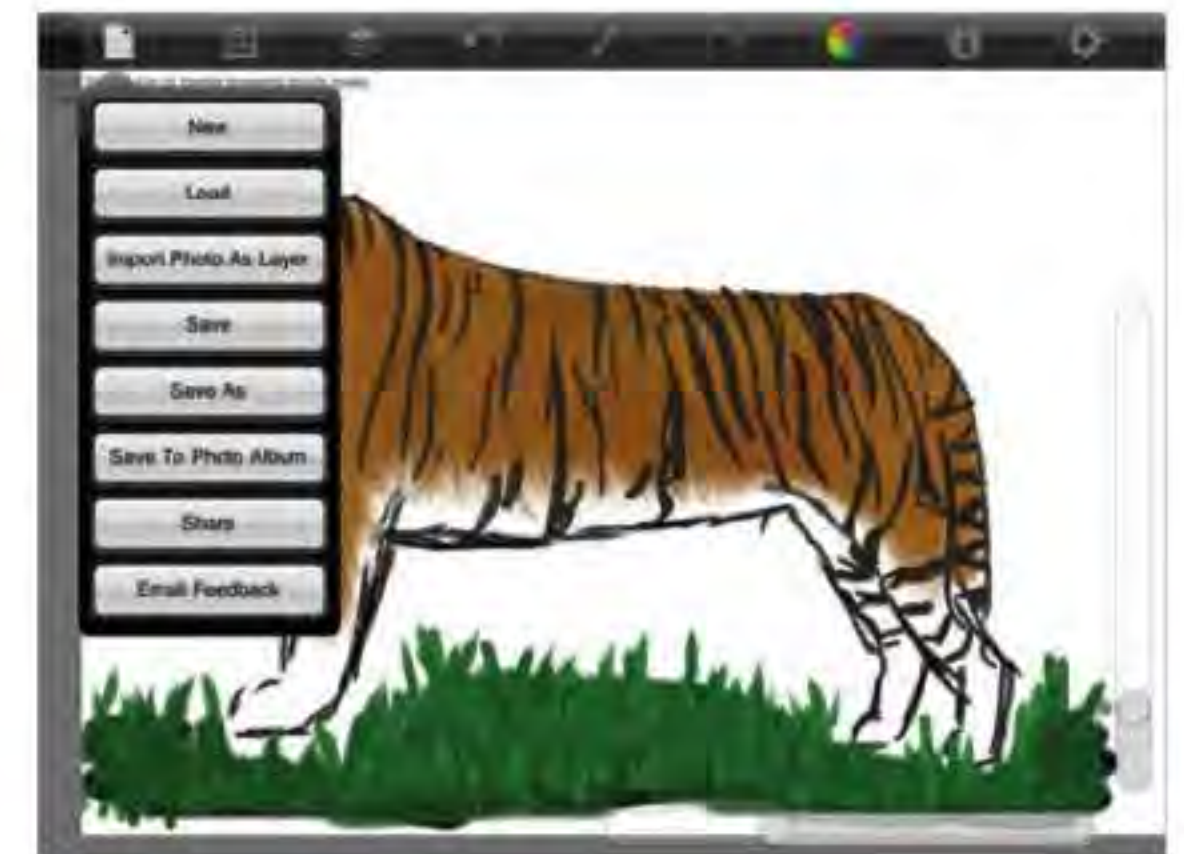 New
Load
Import Photo As Layer
Save
Save As
Save To Photo Album
Share
Email Feedback